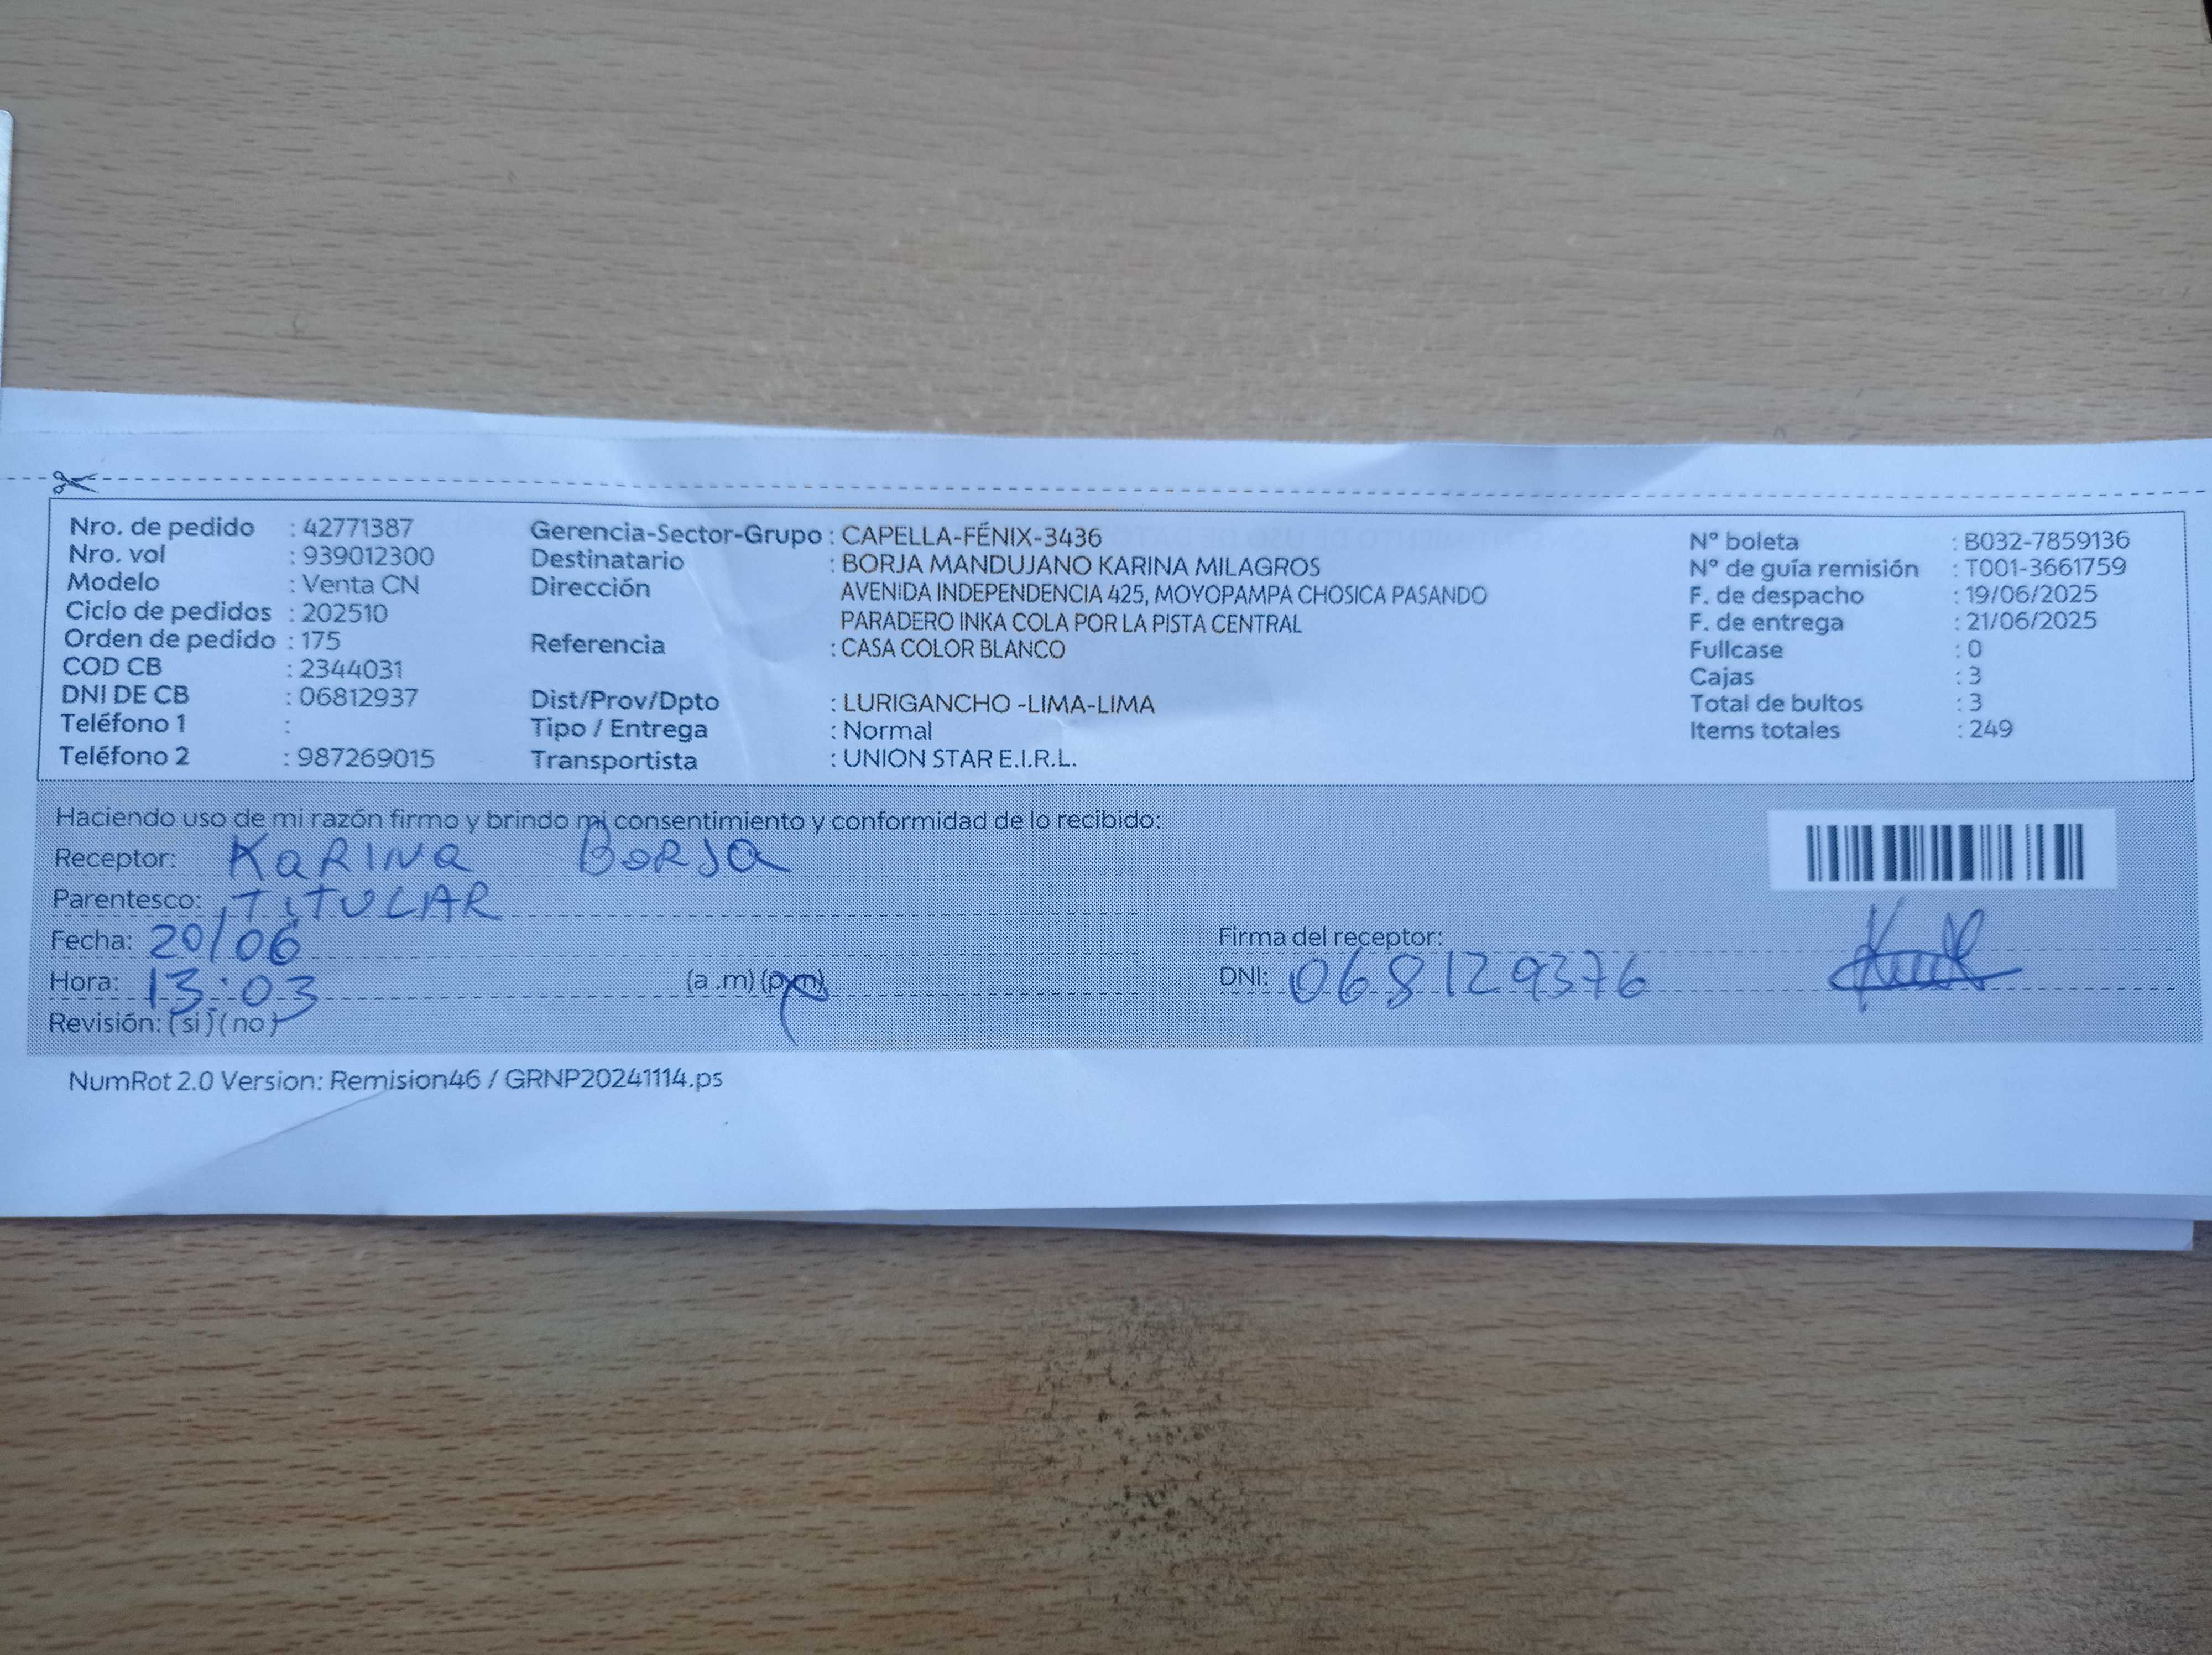 Nro. de pedido : 42771387
Nro. vol : 939012300
Modelo : Venta CN
Ciclo de pedidos : 202510
Orden de pedido : 175
COD CB : 2344031
DNI DE CB : 06812937
Teléfono 1 :
Teléfono 2 : 987269015
Gerencia-Sector-Grupo : CAPELLA-FÉNIX-3436
Destinatario : BORJA MANDUJANO KARINA MILAGROS
Dirección AVENIDA INDEPENDENCIA 425, MOYOPAMPA CHOSICA PASANDO
PARADERO INKA COLA POR LA PISTA CENTRAL
Referencia : CASA COLOR BLANCO
Dist/Prov/Dpto : LURIGANCHO -LIMA-LIMA
Tipo / Entrega : Normal
Transportista : UNION STAR E.I.R.L.
N° boleta : B032-7859136
N° de guía remisión : T001-3661759
F. de despacho : 19/06/2025
F. de entrega : 21/06/2025
Fullcase : 0
Cajas : 3
Total de bultos : 3
Items totales : 249
Haciendo uso de mi razón firmo y brindo mi consentimiento y conformidad de lo recibido:
Receptor: KaRINa BORJa
Parentesco: TITULAR
Fecha: 20/06
Hora: 13:03 (a .m) (p.m)
Revisión: (si) (no)
Firma del receptor:
DNI: 068129376
NumRot 2.0 Version: Remision46 / GRNP20241114.ps